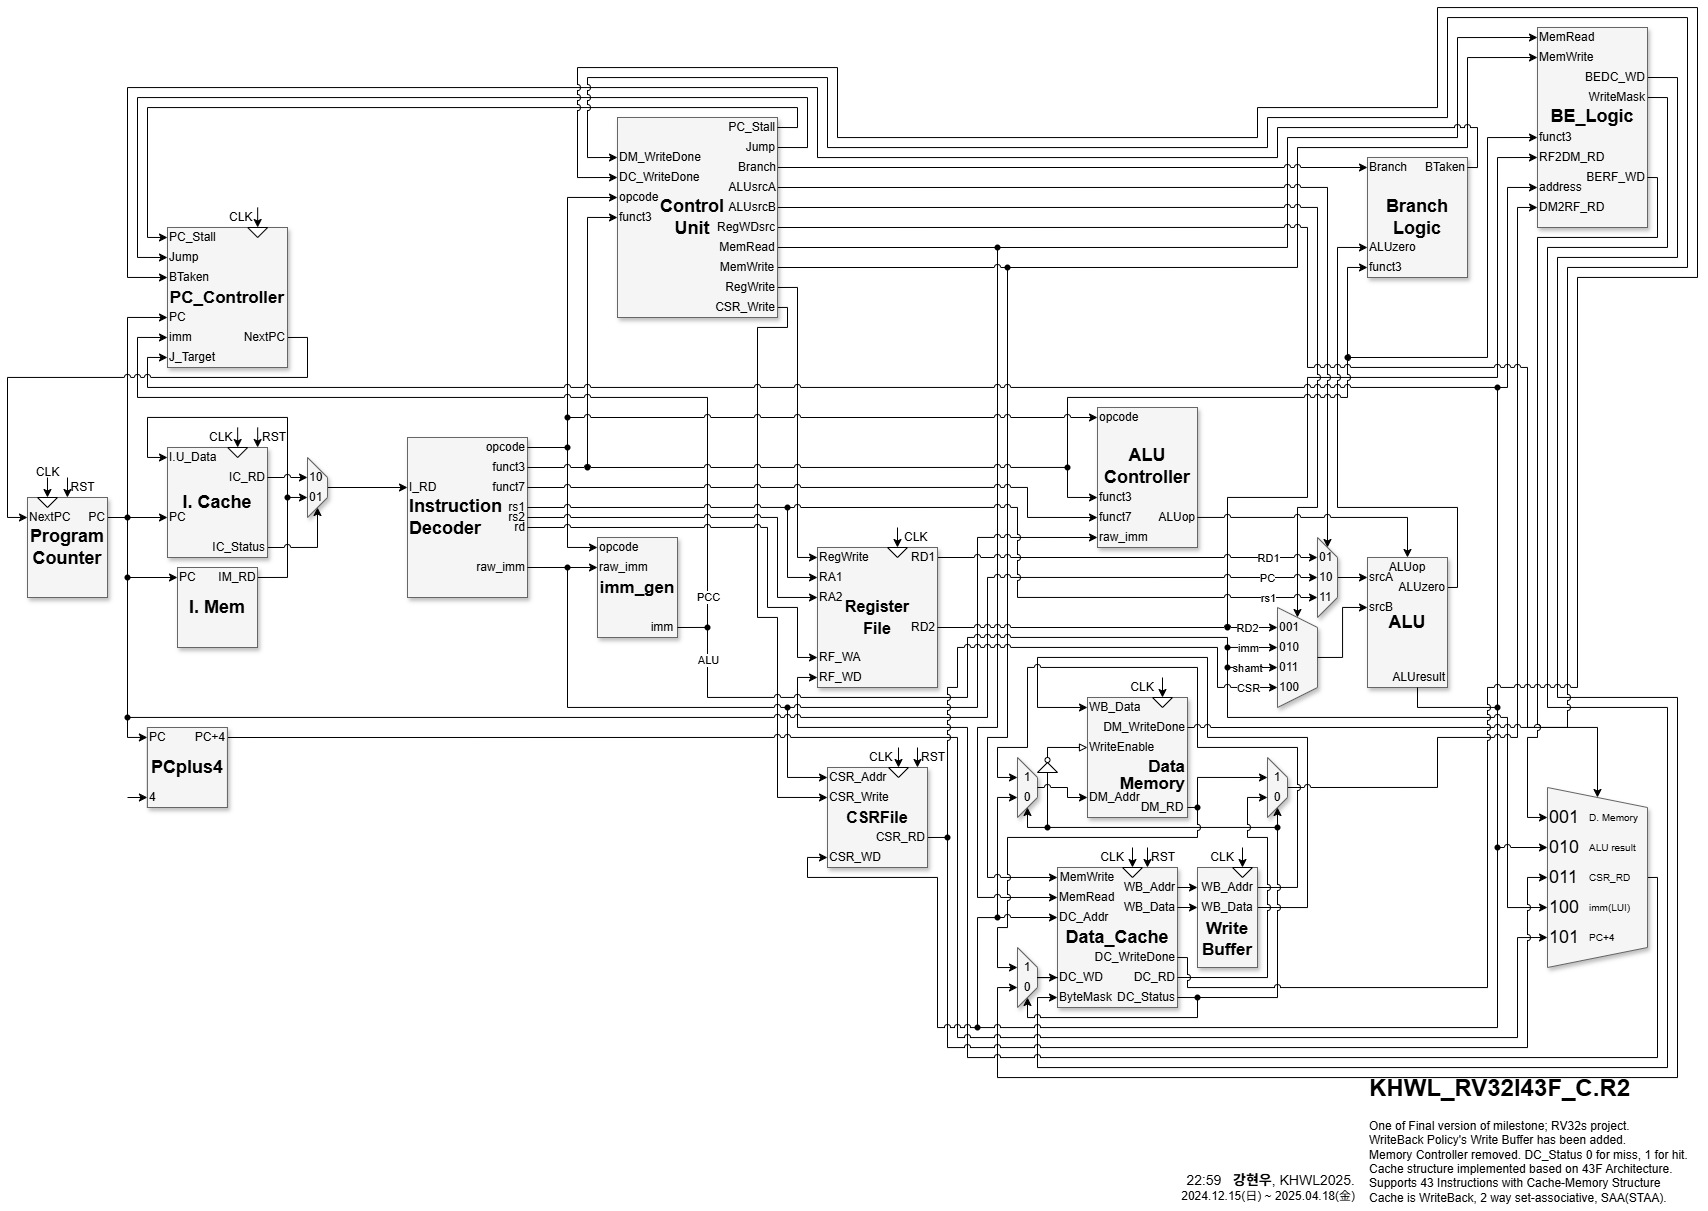 MemRead
MemWrite
BEDC_WD
WriteMask
BE_Logic
funct3
RF2DM_RD
BERF_WD
address
DM2RF_RD
PC_Stall
Jump
DM_WriteDone
Branch
DC_WriteDone
ALUsrcA
opcode
Control
Unit
ALUsrcB
funct3
RegWDsrc
MemRead
MemWrite
RegWrite
CSR_Write
Branch
BTaken
Branch
Logic
ALUzero
funct3
CLK
PC_Stall
Jump
BTaken
PC_Controller
PC
imm
NextPC
J_Target
CLK
RST
I.U_Data
IC_RD
I. Cache
PC
IC_Status
10
01
CLK
RST
NextPC
PC
Program
Counter
PC
IM_RD
I. Mem
I_RD
opcode
funct3
funct7
Instruction
Decoder
rs1
rs2
rd
raw_imm
opcode
raw_imm
imm_gen
imm
PCC
ALU
opcode
ALU
Controller
funct3
funct7
ALUop
raw_imm
CLK
RegWrite
RD1
RA1
RA2
Register
File
RD2
RF_WA
RF_WD
RD1
01
PC
10
rs1
11
RD2
001
imm
010
shamt
011
CSR
100
ALUop
srcA
ALUzero
srcB
ALU
ALUresult
PC
PC+4
PCplus4
4
CLK
RST
CSR_Addr
CSR_Write
CSRFile
CSR_RD
CSR_WD
CLK
WB_Data
DM_WriteDone
WriteEnable
Data
Memory
DM_Addr
DM_RD
1
0
1
0
CLK
RST
MemWrite
WB_Addr
MemRead
WB_Data
DC_Addr
Data_Cache
DC_WriteDone
DC_WD
DC_RD
ByteMask
DC_Status
1
0
CLK
WB_Addr
WB_Data
Write
Buffer
001 D. Memory
010 ALU result
011 CSR_RD
100 imm(LUI)
101 PC+4
KHWL_RV32I43F_C.R2
One of Final version of milestone; RV32s project.
WriteBack Policy's Write Buffer has been added.
Memory Controller removed. DC_Status 0 for miss, 1 for hit.
Cache structure implemented based on 43F Architecture.
Supports 43 Instructions with Cache-Memory Structure
Cache is WriteBack, 2 way set-associative, SAA(STAA).
22:59 강현우, KHWL2025.
2024.12.15(日) ~ 2025.04.18(金)